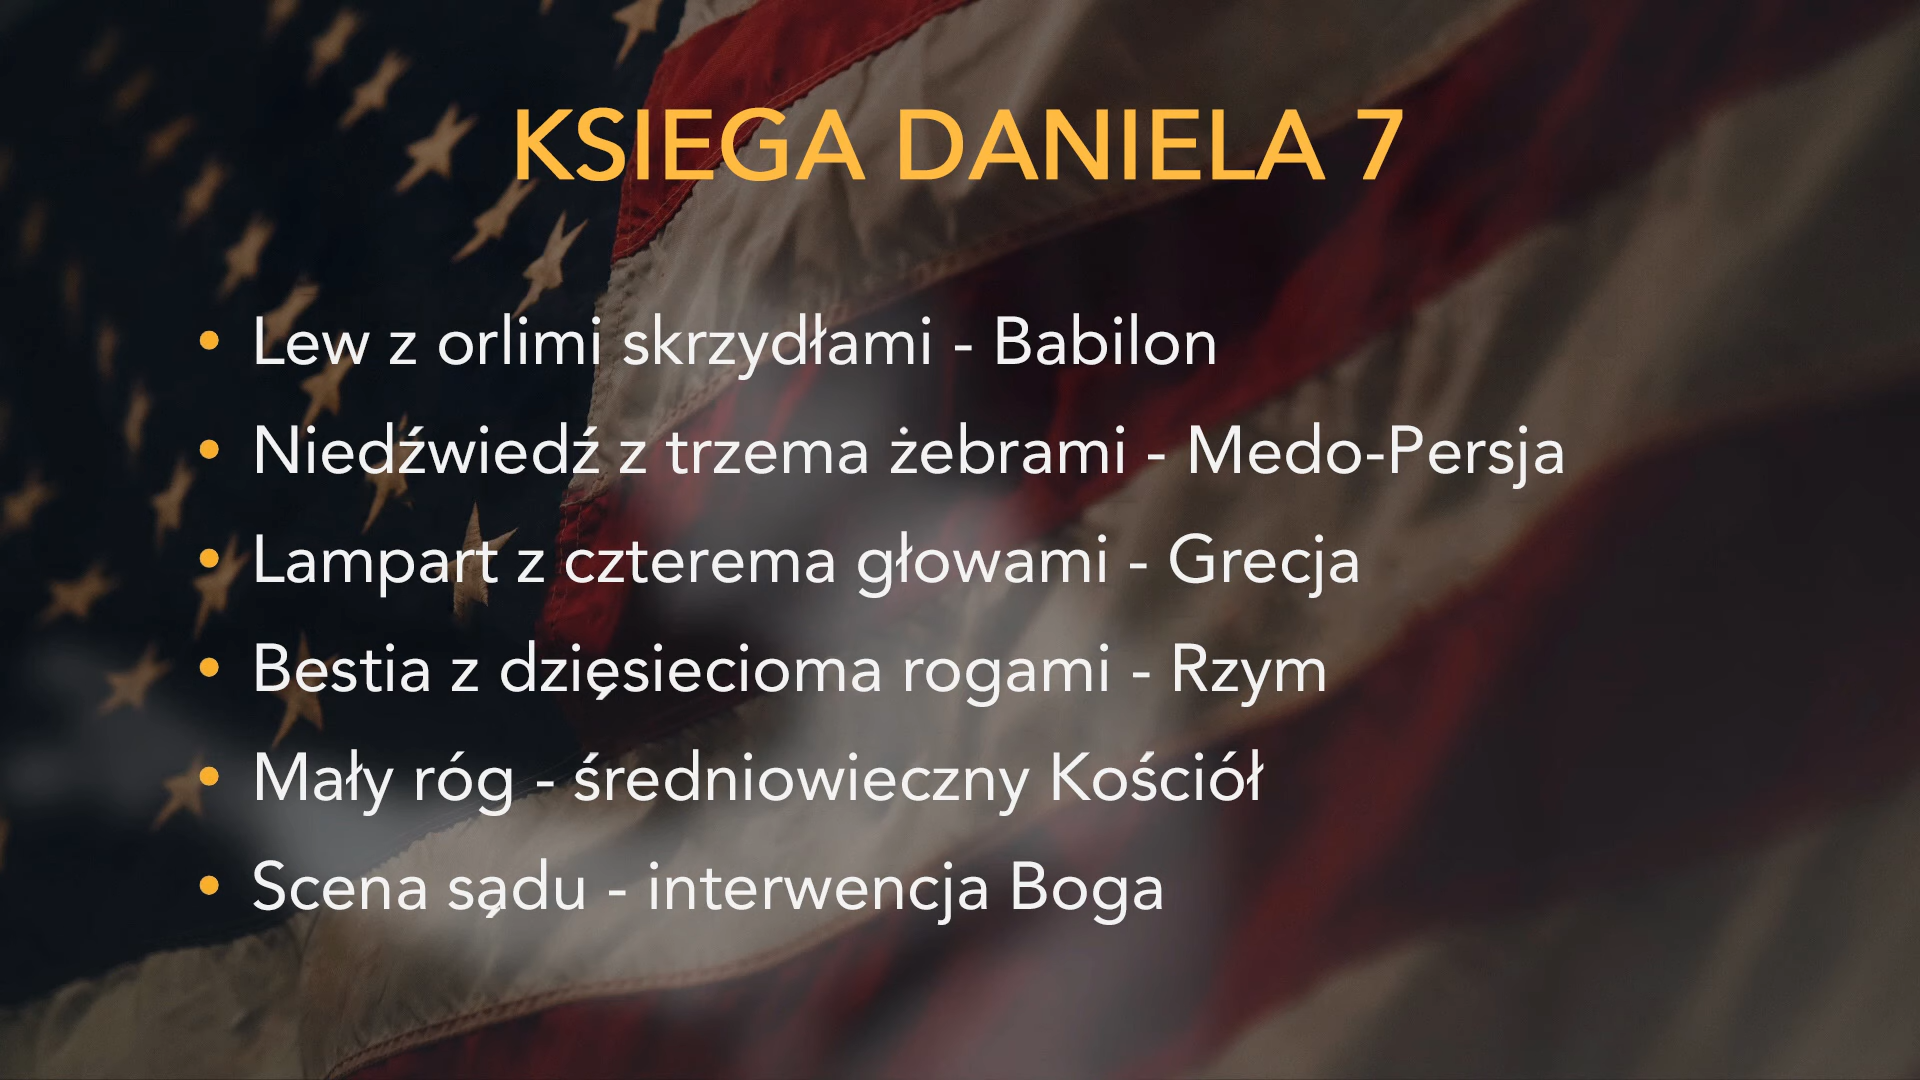 KSIEGA DANIELA 7
• Lew z orlimi skrzydłami - Babilon
• Niedźwiedź z trzema żebrami - Medo-Persja
• Lampart z czterema głowami - Grecja
• Bestia z dzięsiecioma rogami - Rzym
• Mały róg - średniowieczny Kościół
• Scena sądu - interwencja Boga